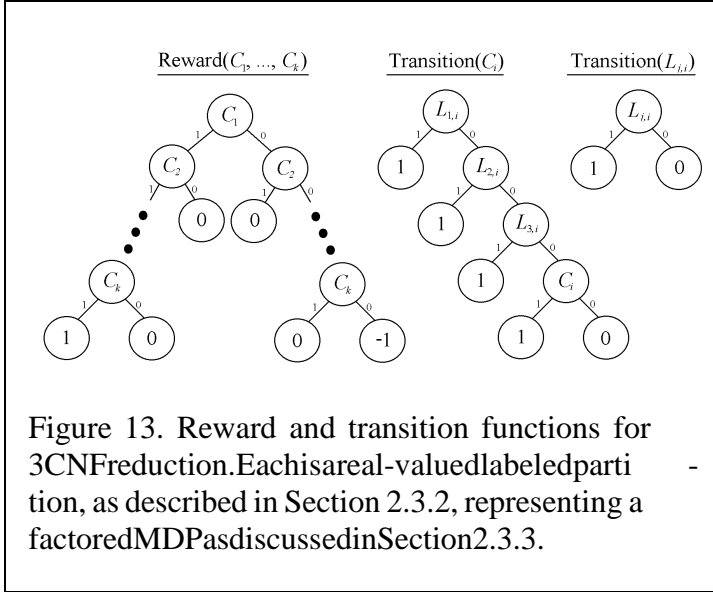 Reward(C1, ..., Ck) Transition(Ci) Transition(Lj,i)
C1 L1,i Lj,i
1 0 1 0 1 0
C2 C2 1 L2,i 1 0
1 0 1 0 1 0
0 0 1 L3,i
1 0
Ck Ck 1 Ci
1 0 1 0 1 0
1 0 0 -1 1 0
Figure 13. Reward and transition functions for
3CNFreduction.Eachisareal-valuedlabeledparti -
tion, as described in Section 2.3.2, representing a
factoredMDPasdiscussedinSection2.3.3.